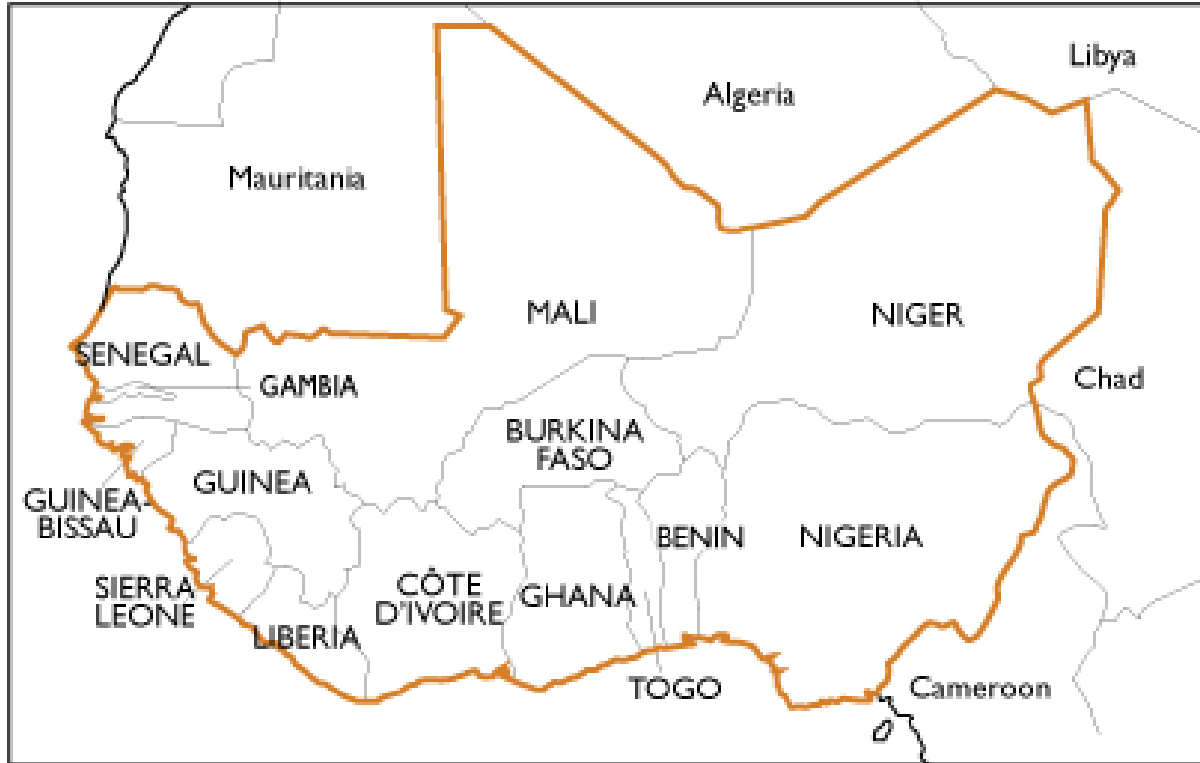 Libya
Algeria
Mauritania
MALI
NIGER
SENEGAL
GAMBIA
Chad
BURKINA
FASO
GUINEA
GUINEA-
BISSAU
BENIN
NIGERIA
SIERRA
LEONE
CÔTE
D'IVOIRE
GHANA
LIBERIA
TOGO
Cameroon